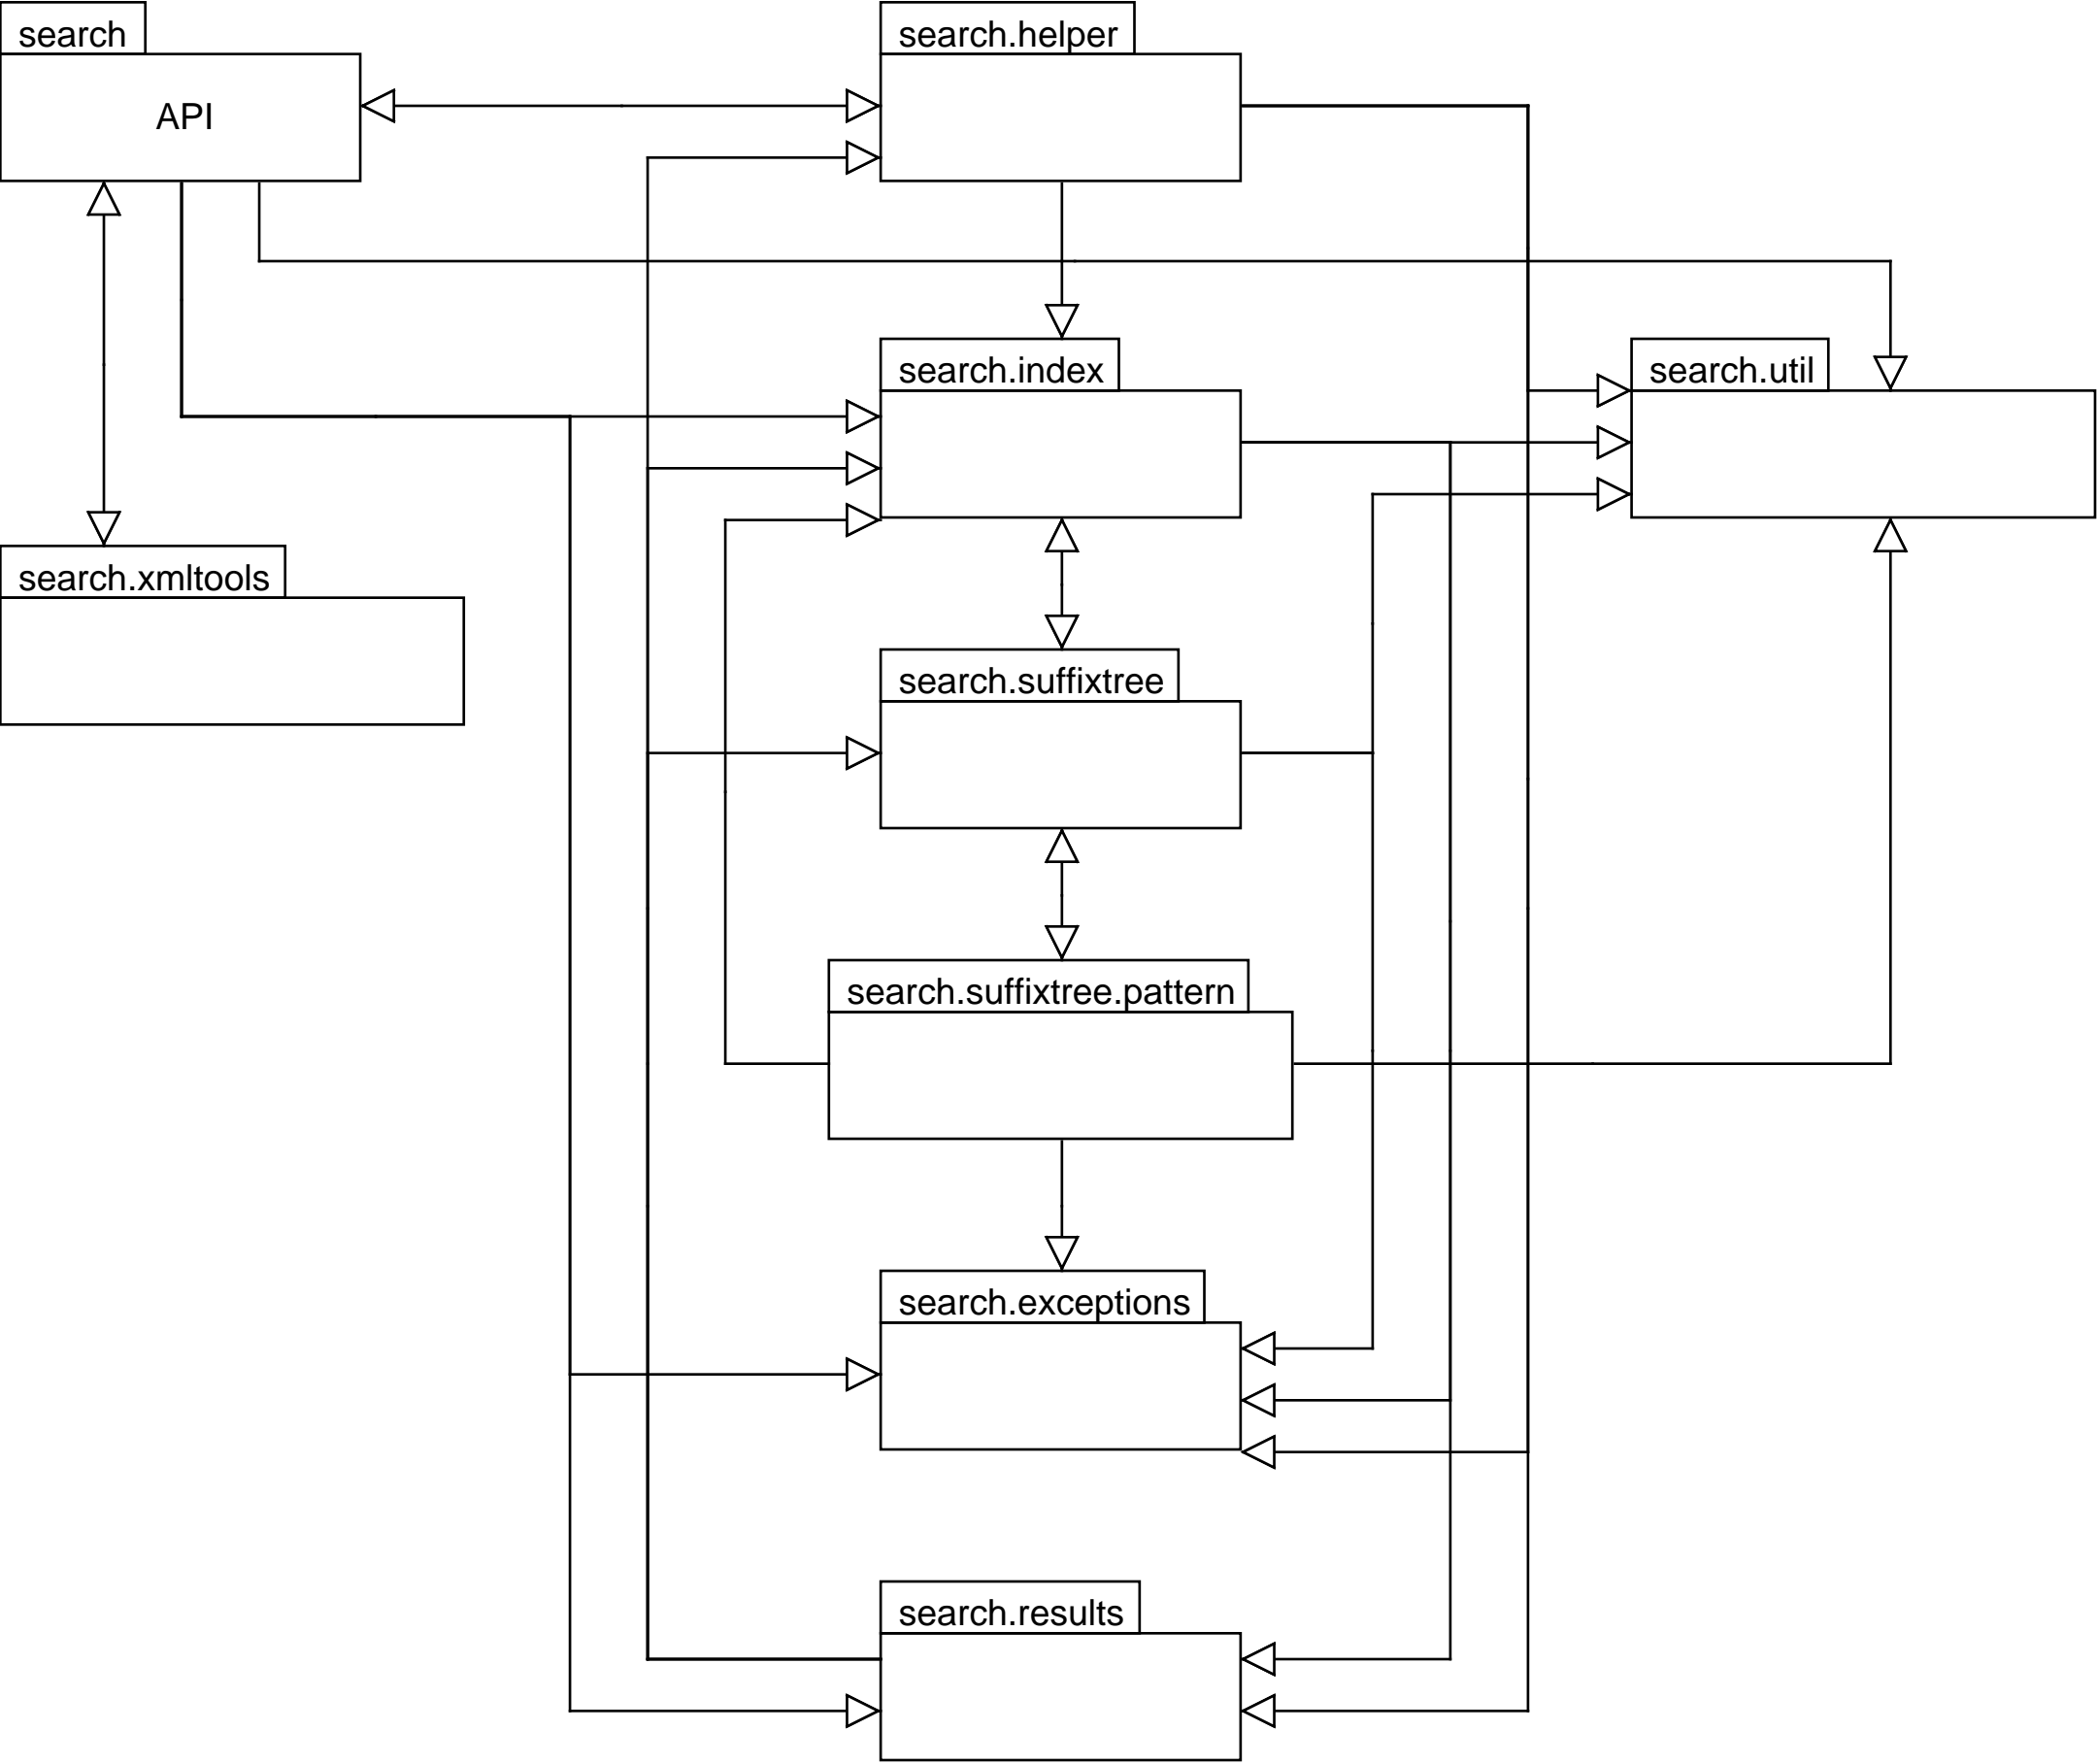 search
API
search.helper
search.index
search.util
search.xmltools
search.suffixtree
search.suffixtree.pattern
search.exceptions
search.results